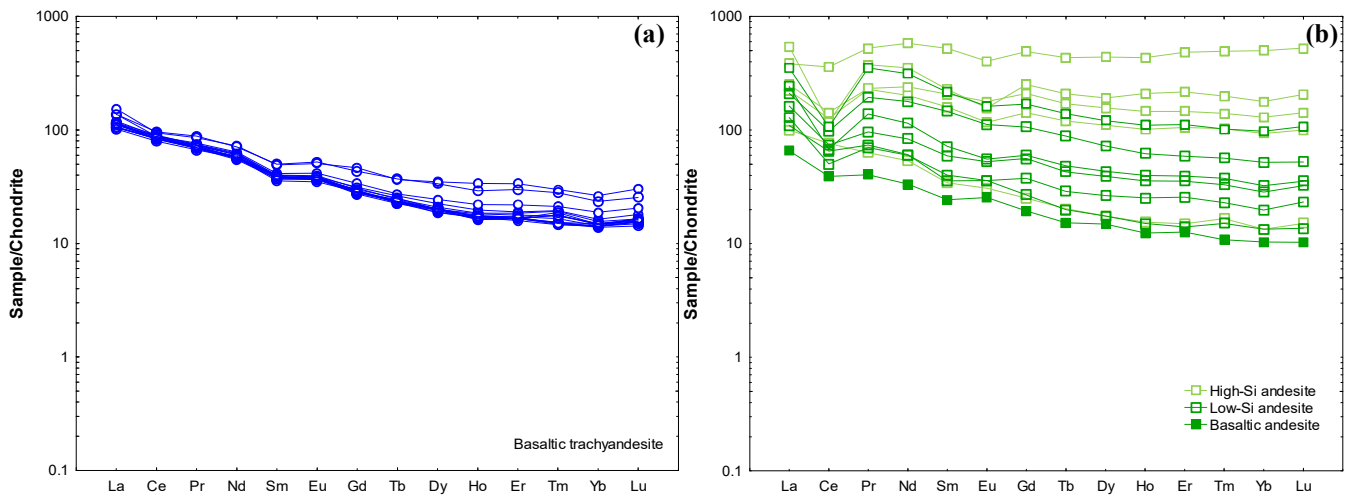 (a)
1000
100
10
1
0.1
Sample/Chondrite
Basaltic trachyandesite
La Ce Pr Nd Sm Eu Gd Tb Dy Ho Er Tm Yb Lu
(b)
1000
100
10
1
0.1
Sample/Chondrite
High-Si andesite
Low-Si andesite
Basaltic andesite
La Ce Pr Nd Sm Eu Gd Tb Dy Ho Er Tm Yb Lu